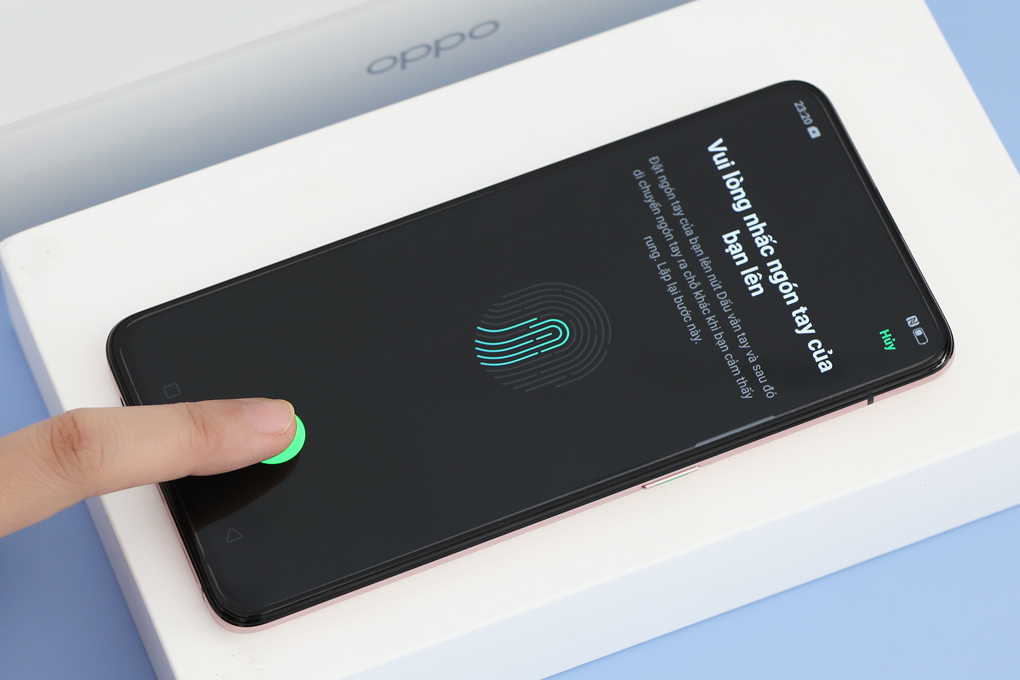 oppo
23:20
Hủy
Vui lòng nhấc ngón tay của
bạn lên
Đặt ngón tay của bạn lên nút Dấu vân tay và sau đó
di chuyển ngón tay ra chỗ khác khi bạn cảm thấy
rung. Lặp lại bước này.